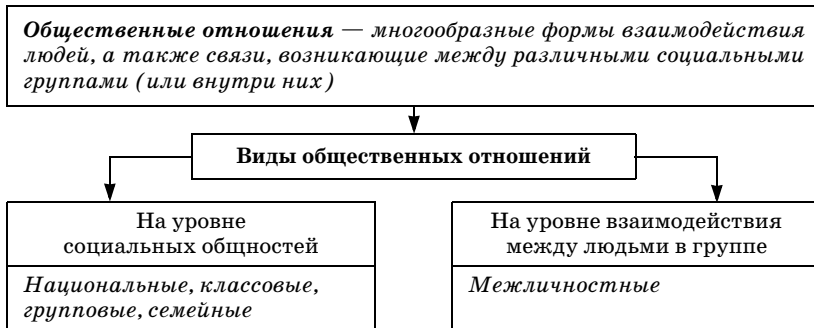 Общественные отношения — многообразные формы взаимодействия
людей, а также связи, возникающие между различными социальными
группами (или внутри них)
Виды общественных отношений
На уровне
социальных общностей
Национальные, классовые,
групповые, семейные
На уровне взаимодействия
между людьми в группе
Межличностные